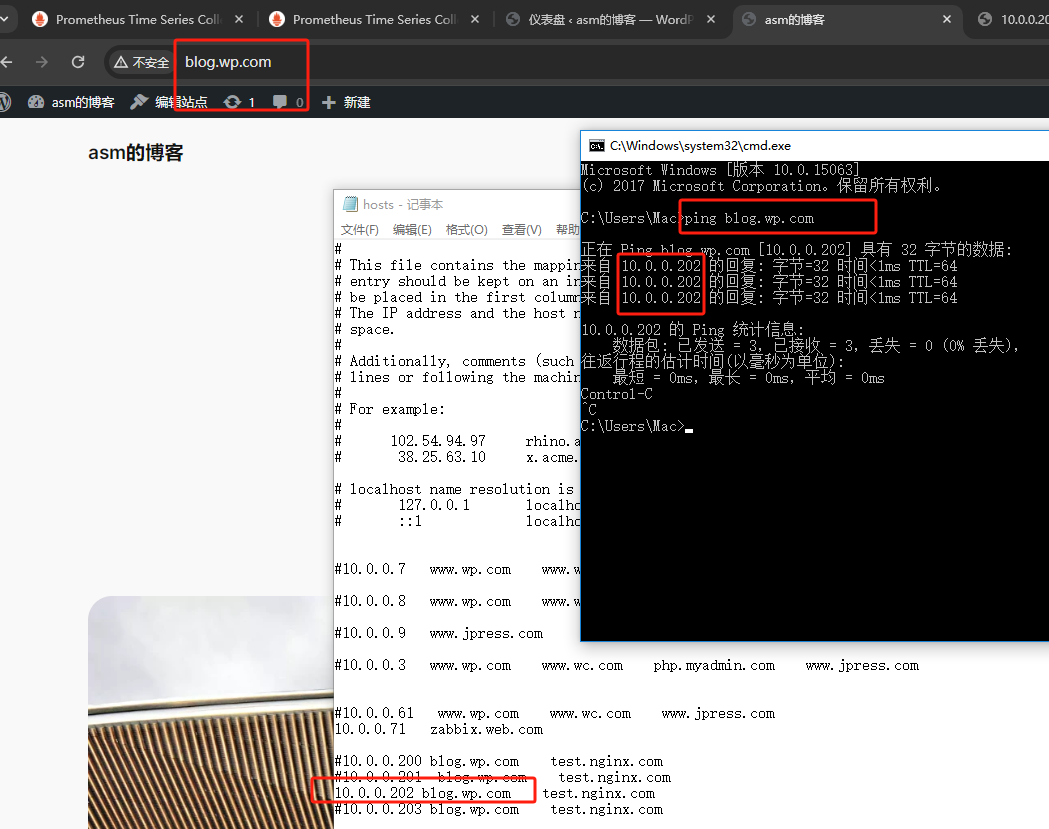 Prometheus Time Series Coll
Prometheus Time Series Coll
仪表盘 ‹ asm的博客 — WordP
asm的博客
10.0.0.20
不安全
blog.wp.com
asm的博客
编辑站点
1
0
新建
asm的博客
hosts - 记事本
文件(F) 编辑(E) 格式(O) 查看(V) 帮助
#
# This file contains the mappin
# entry should be kept on an in
# be placed in the first column
# The IP address and the host n
# space.
#
# Additionally, comments (such
# lines or following the machin
#
# For example:
#
# 102.54.94.97 rhino.a
# 38.25.63.10 x.acme.
# localhost name resolution is
# 127.0.0.1 localho
# ::1 localho
#10.0.0.7 www.wp.com www.w
#10.0.0.8 www.wp.com www.w
#10.0.0.9 www.jpress.com
#10.0.0.3 www.wp.com www.wc.com php.myadmin.com www.jpress.com
#10.0.0.61 www.wp.com www.wc.com www.jpress.com
10.0.0.71 zabbix.web.com
#10.0.0.200 blog.wp.com test.nginx.com
#10.0.0.201 blog.wp.com test.nginx.com
10.0.0.202 blog.wp.com test.nginx.com
#10.0.0.203 blog.wp.com test.nginx.com
C:\Windows\system32\cmd.exe
Microsoft Windows [版本 10.0.15063]
(c) 2017 Microsoft Corporation。保留所有权利。
C:\Users\Mac>ping blog.wp.com
正在 Ping blog.wp.com [10.0.0.202] 具有 32 字节的数据:
来自 10.0.0.202 的回复: 字节=32 时间<1ms TTL=64
来自 10.0.0.202 的回复: 字节=32 时间<1ms TTL=64
来自 10.0.0.202 的回复: 字节=32 时间<1ms TTL=64
10.0.0.202 的 Ping 统计信息:
数据包: 已发送 = 3，已接收 = 3，丢失 = 0 (0% 丢失)，
往返行程的估计时间(以毫秒为单位):
最短 = 0ms，最长 = 0ms，平均 = 0ms
Control-C
^C
C:\Users\Mac>